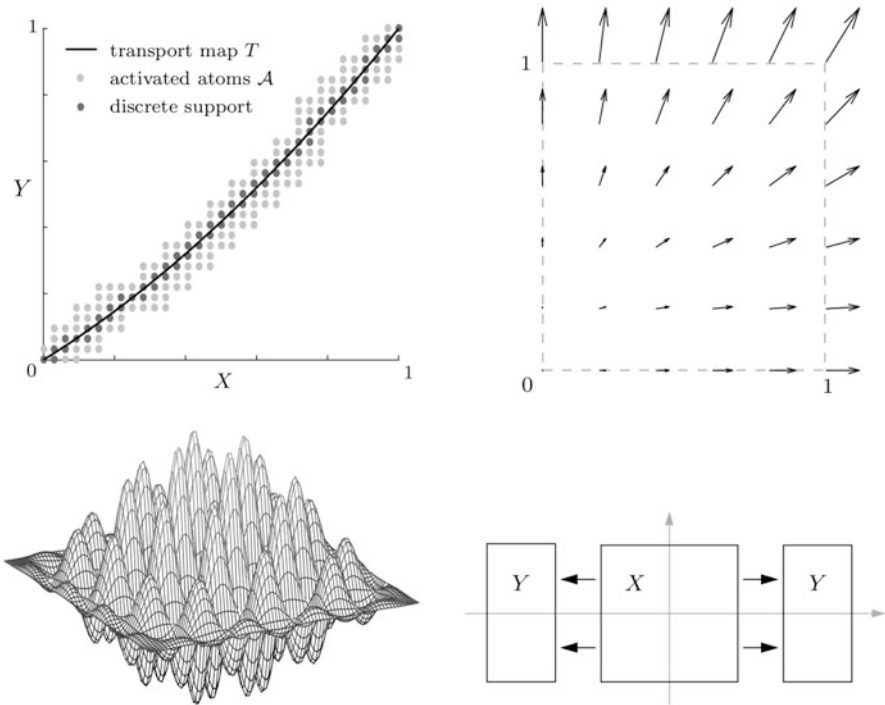 1
transport map T
activated atoms 𝒜
discrete support
Y
0
X
1
1
0
1
Y
X
Y